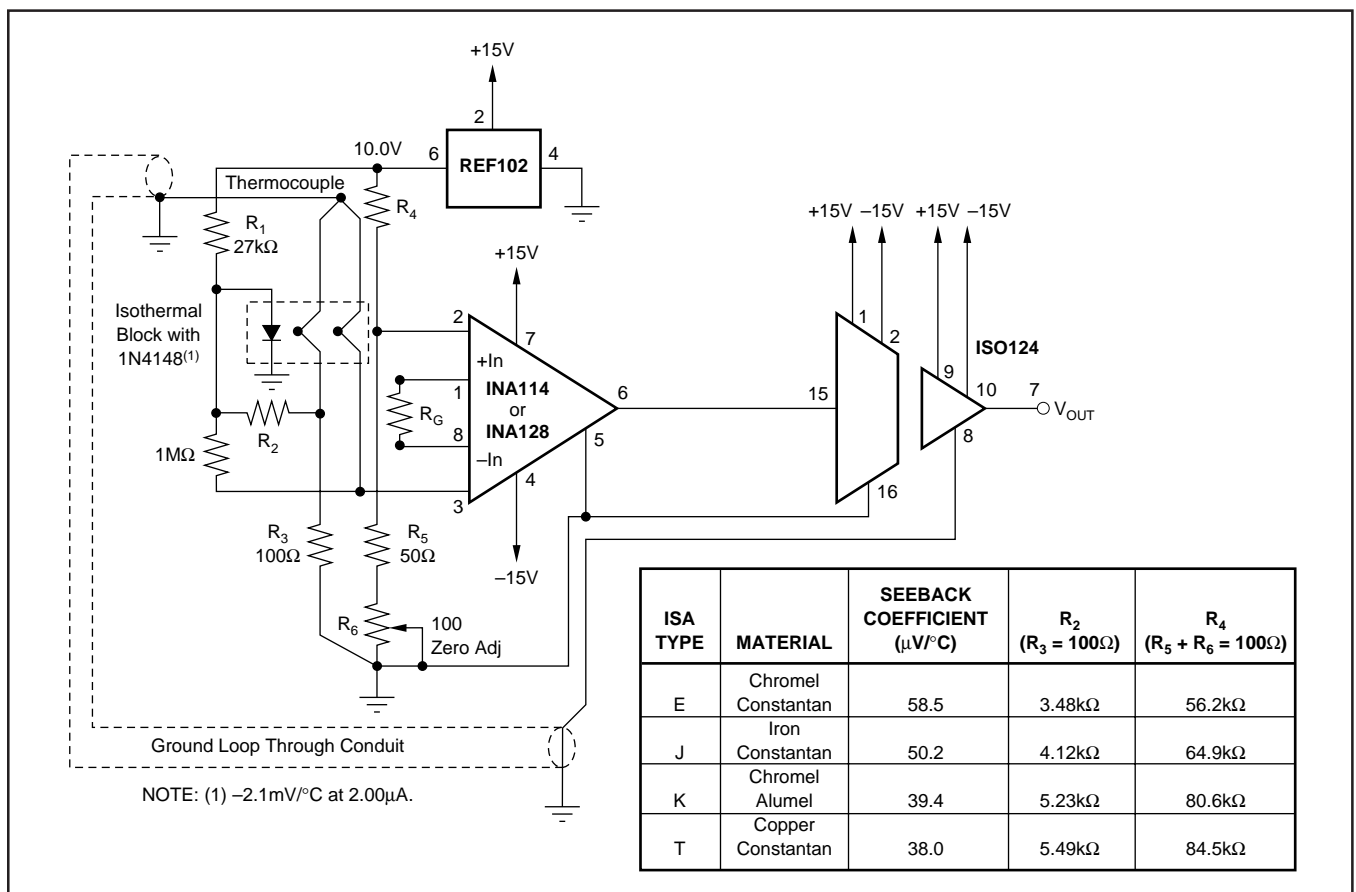 +15V
2
10.0V
6
REF102
4
Thermocouple
R4
R1
27kΩ
+15V –15V +15V –15V
+15V
Isothermal
Block with
1N4148(1)
2
7
1
2
ISO124
+In
1
INA114
or
INA128
6
15
9
10
7
VOUT
RG
8
–In
5
8
R2
1MΩ
4
3
16
R3
100Ω
R5
50Ω
–15V
R6
100
Zero Adj
Ground Loop Through Conduit
NOTE: (1) –2.1mV/°C at 2.00µA.
ISA TYPE MATERIAL SEEBACK COEFFICIENT (µV/°C) R2 (R3 = 100Ω) R4 (R5 + R6 = 100Ω)
E Chromel Constantan 58.5 3.48kΩ 56.2kΩ
J Iron Constantan 50.2 4.12kΩ 64.9kΩ
K Chromel Alumel 39.4 5.23kΩ 80.6kΩ
T Copper Constantan 38.0 5.49kΩ 84.5kΩ